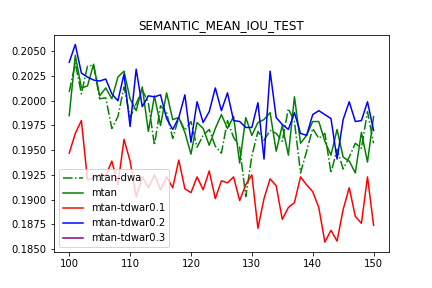 SEMANTIC_MEAN_IOU_TEST
0.2050
0.2025
0.2000
0.1975
0.1950
0.1925
0.1900
0.1875
0.1850
mtan-dwa
mtan
mtan-tdwar0.1
mtan-tdwar0.2
mtan-tdwar0.3
100 110 120 130 140 150